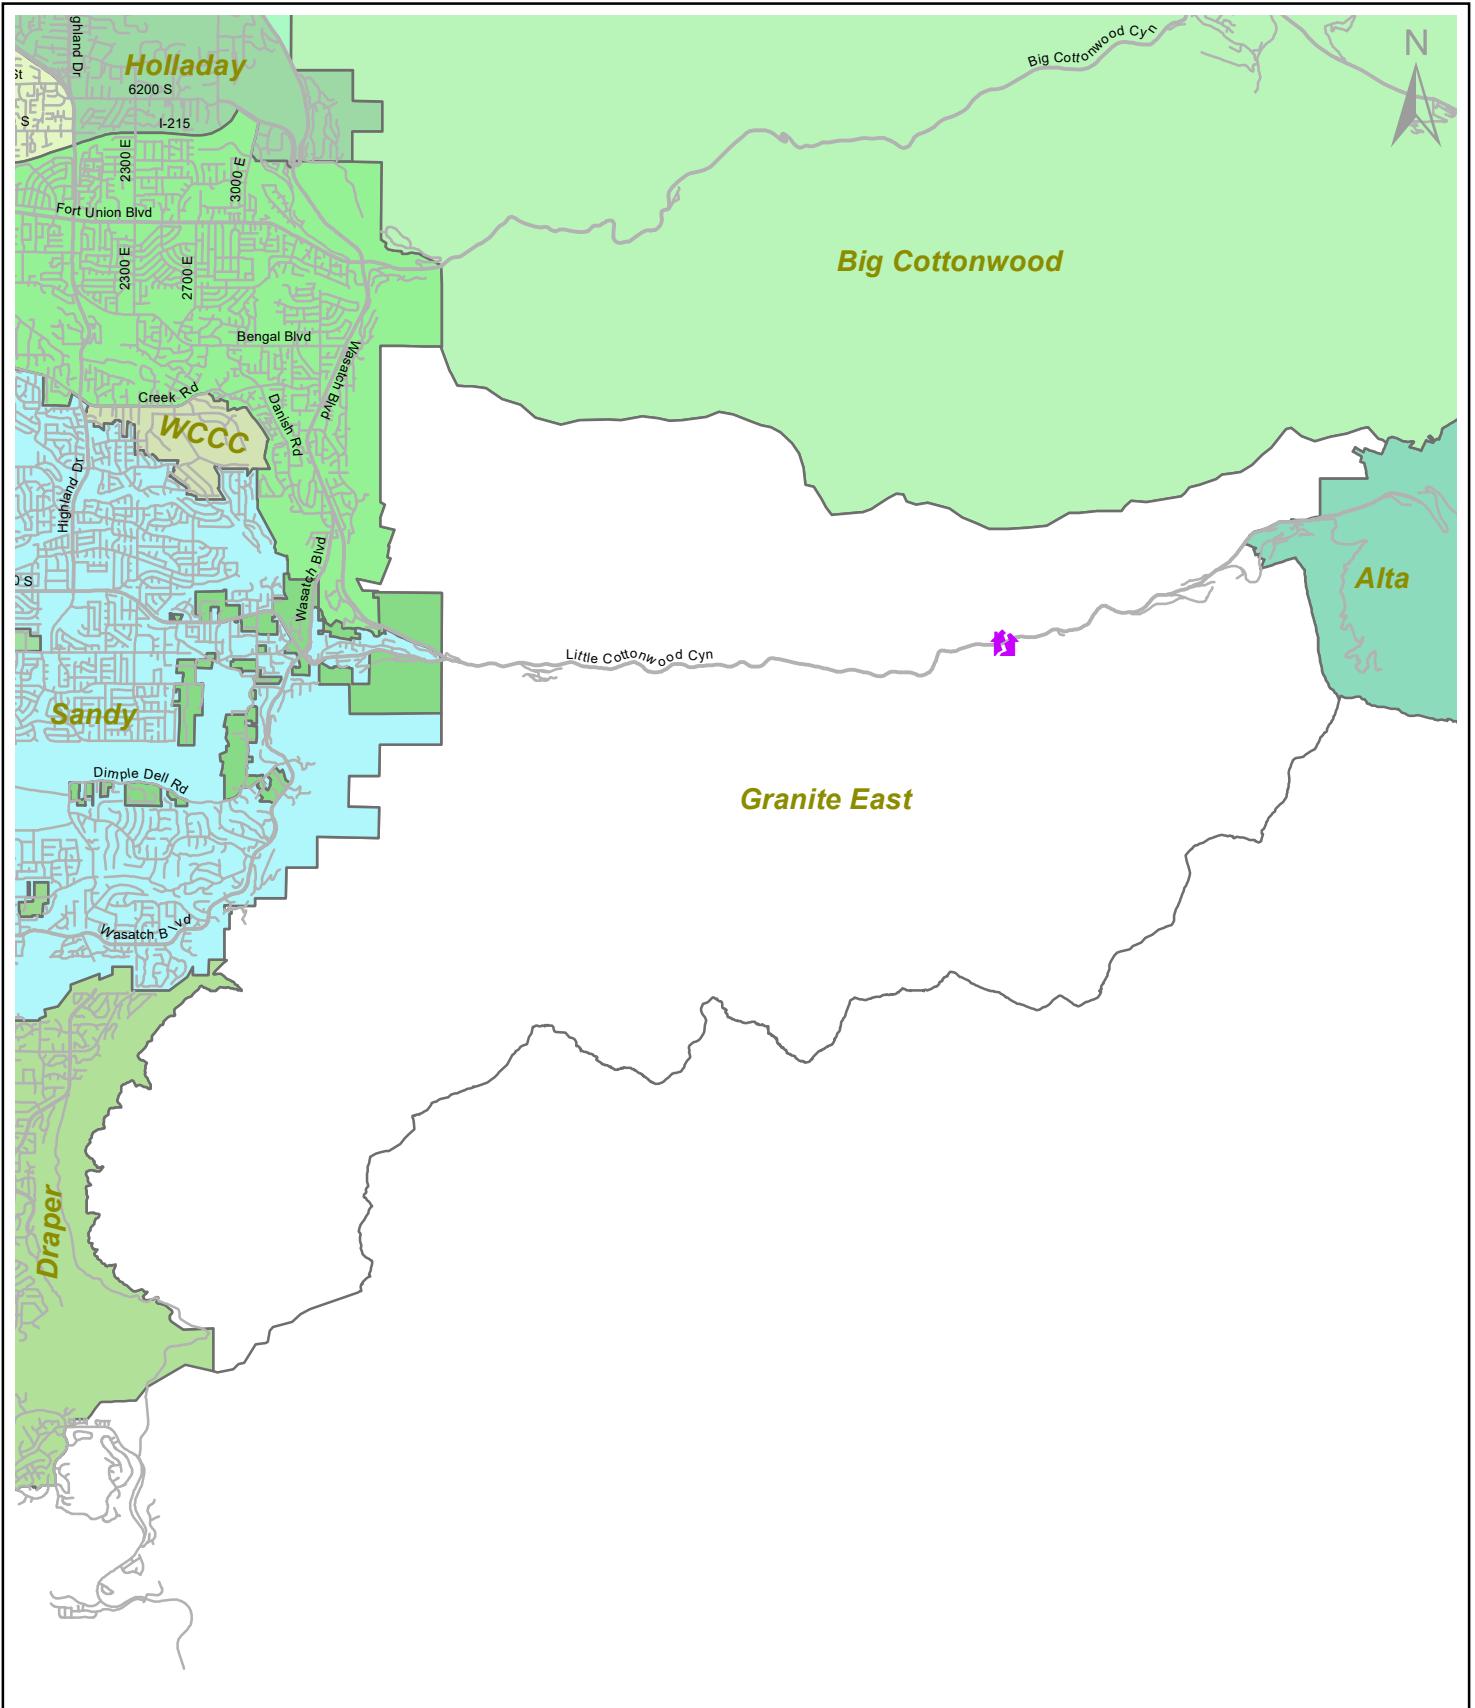 ghland Dr
Holladay
6200 S
St
S
I-215
2300 E
3000 E
Fort Union Blvd
2300 E
2700 E
Bengal Blvd
Wasatch Blvd
Big Cottonwood Cyn
N
Big Cottonwood
Creek Rd
WCCC
Danish Rd
Highland Dr
0 S
Wasatch Blvd
Alta
Little Cottonwood Cyn
Sandy
Dimple Dell Rd
Granite East
Wasatch Blvd
Draper